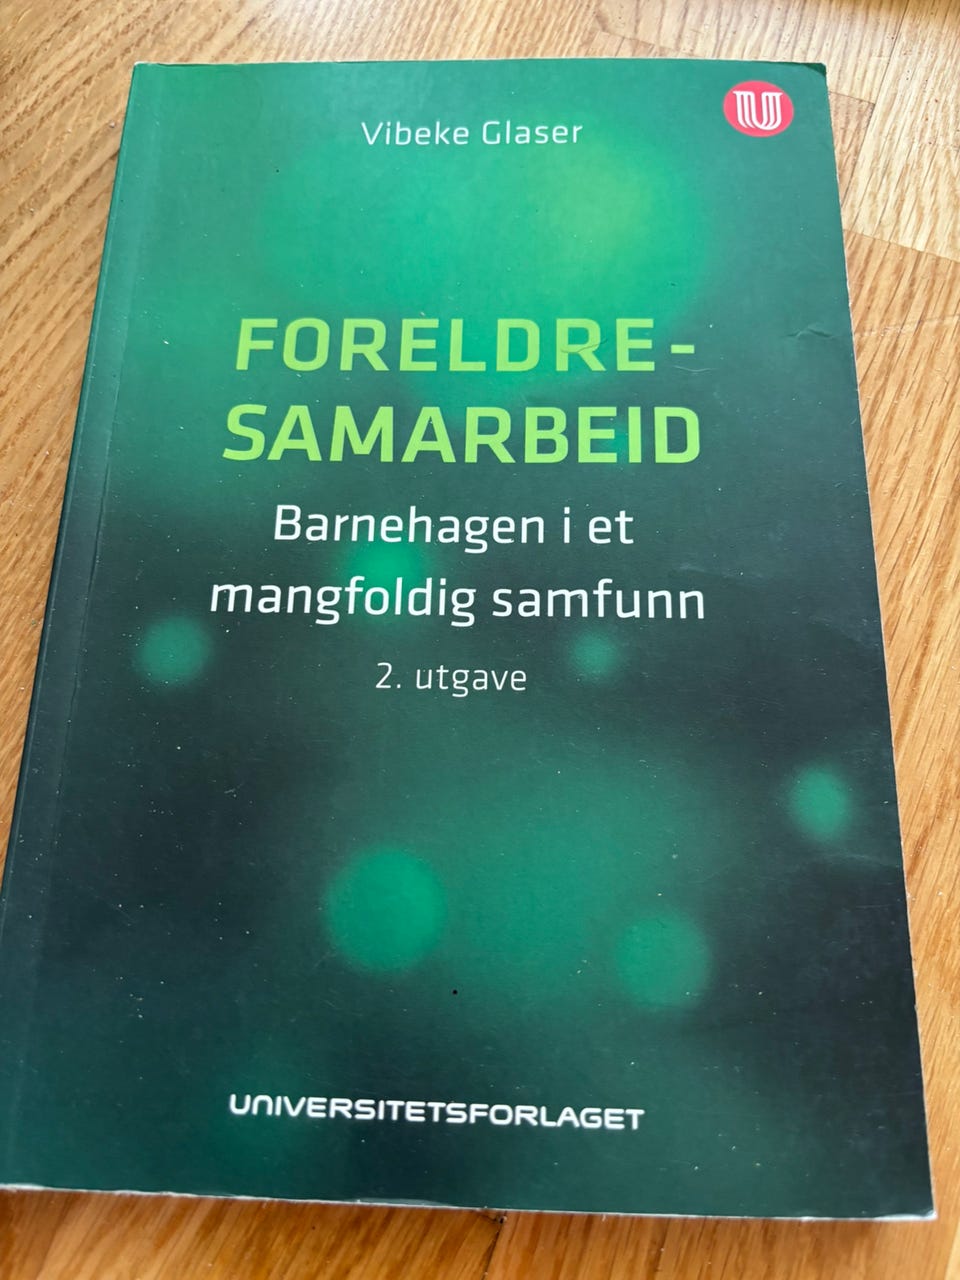 Vibeke Glaser
U
FORELDRE-
SAMARBEID
Barnehagen i et
mangfoldig samfunn
2. utgave
UNIVERSITETSFORLAGET